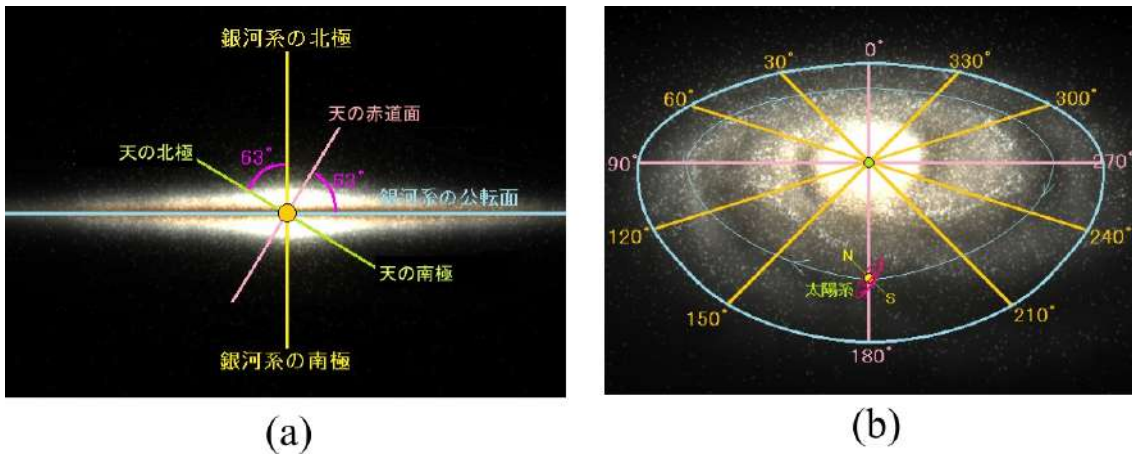 銀河系の北極
天の赤道面
天の北極
63°
63°
銀河系の公転面
天の南極
銀河系の南極
(a)
0°
30°
330°
60°
300°
90°
270°
120°
240°
N
太陽系
S
150°
210°
180°
(b)